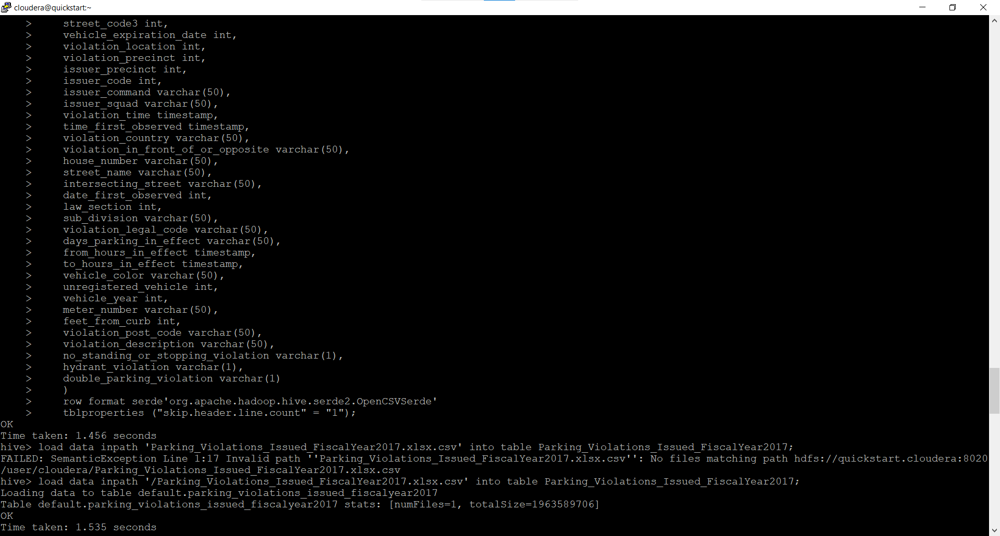 cloudera@quickstart:~
>     street_code3 int,
>     vehicle_expiration_date int,
>     violation_location int,
>     violation_precinct int,
>     issuer_precinct int,
>     issuer_code int,
>     issuer_command varchar(50),
>     issuer_squad varchar(50),
>     violation_time timestamp,
>     time_first_observed timestamp,
>     violation_country varchar(50),
>     violation_in_front_of_or_opposite varchar(50),
>     house_number varchar(50),
>     street_name varchar(50),
>     intersecting_street varchar(50),
>     date_first_observed int,
>     law_section int,
>     sub_division varchar(50),
>     violation_legal_code varchar(50),
>     days_parking_in_effect varchar(50),
>     from_hours_in_effect timestamp,
>     to_hours_in_effect timestamp,
>     vehicle_color varchar(50),
>     unregistered_vehicle int,
>     vehicle_year int,
>     meter_number varchar(50),
>     feet_from_curb int,
>     violation_post_code varchar(50),
>     violation_description varchar(50),
>     no_standing_or_stopping_violation varchar(1),
>     hydrant_violation varchar(1),
>     double_parking_violation varchar(1)
>     )
>     row format serde'org.apache.hadoop.hive.serde2.OpenCSVSerde'
>     tblproperties ("skip.header.line.count" = "1");
OK
Time taken: 1.456 seconds
hive> load data inpath 'Parking_Violations_Issued_FiscalYear2017.xlsx.csv' into table Parking_Violations_Issued_FiscalYear2017;
FAILED: SemanticException Line 1:17 Invalid path ''Parking_Violations_Issued_FiscalYear2017.xlsx.csv'': No files matching path hdfs://quickstart.cloudera:8020
/user/cloudera/Parking_Violations_Issued_FiscalYear2017.xlsx.csv
hive> load data inpath '/Parking_Violations_Issued_FiscalYear2017.xlsx.csv' into table Parking_Violations_Issued_FiscalYear2017;
Loading data to table default.parking_violations_issued_fiscalyear2017
Table default.parking_violations_issued_fiscalyear2017 stats: [numFiles=1, totalSize=1963589706]
OK
Time taken: 1.535 seconds